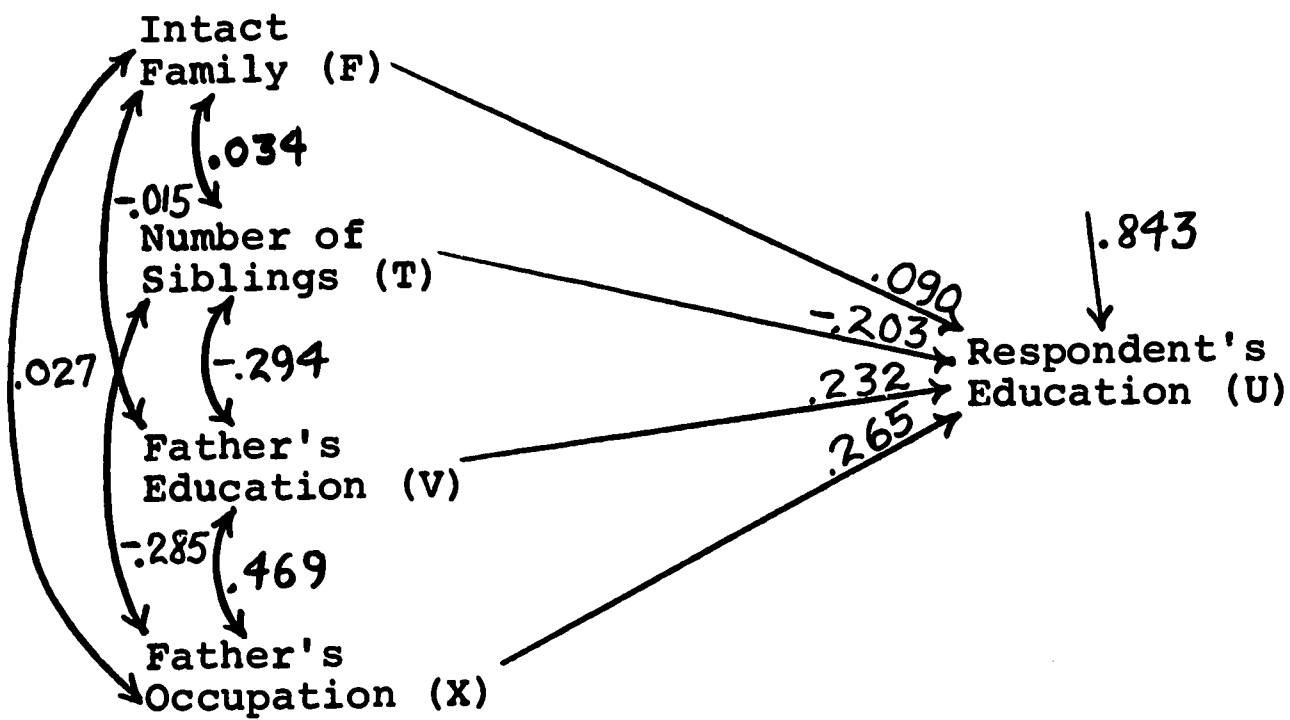 Intact
Family (F)
.034
-.015
Number of
Siblings (T)
.090
-.203
.843
Respondent's
Education (U)
.027
-.294
.232
.265
Father's
Education (V)
-.285
.469
Father's
Occupation (X)